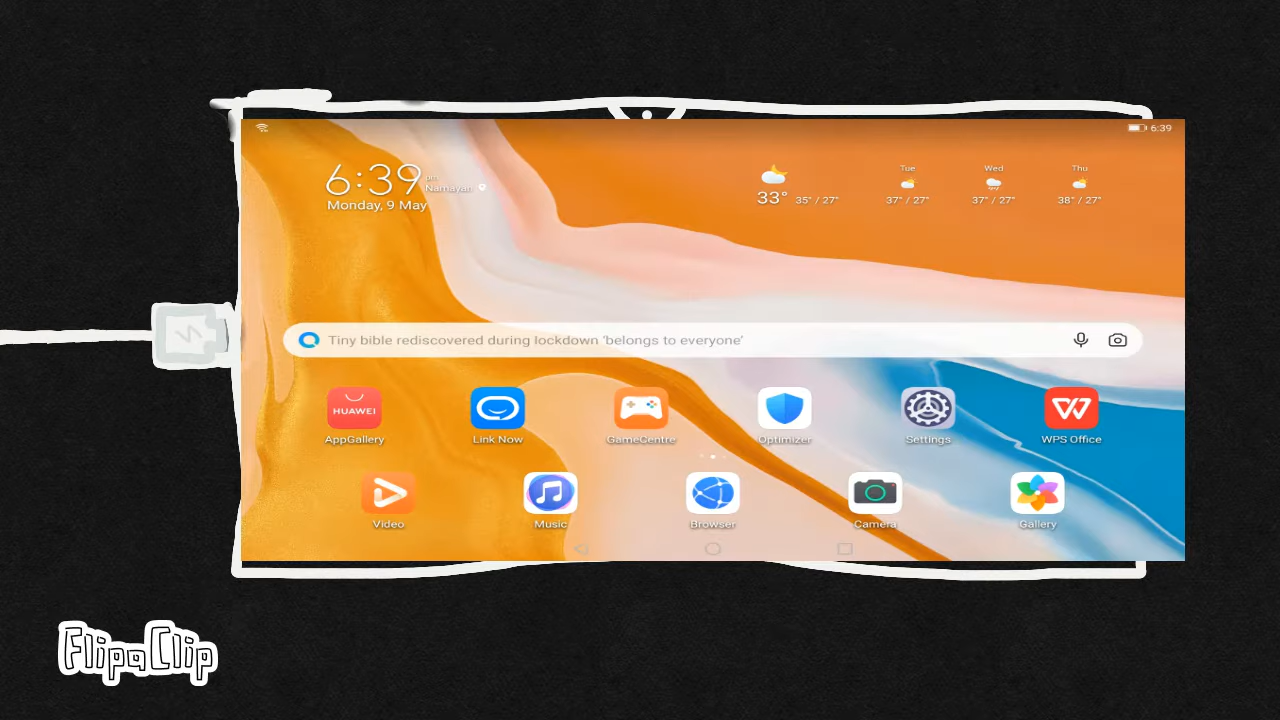 6:39
6:39 pm
Narnayan
Monday, 9 May
33° 35° / 27°
Tue
37° / 27°
Wed
37° / 27°
Thu
38° / 27°
Tiny bible rediscovered during lockdown 'belongs to everyone'
HUAWEI
AppGallery
Link Now
GameCentre
Optimizer
Settings
WPS Office
Video
Music
Browser
Camera
Gallery
FlipaClip